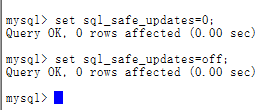 mysql> set sql_safe_updates=0;
Query OK, 0 rows affected (0.00 sec)
mysql> set sql_safe_updates=off;
Query OK, 0 rows affected (0.00 sec)
mysql>